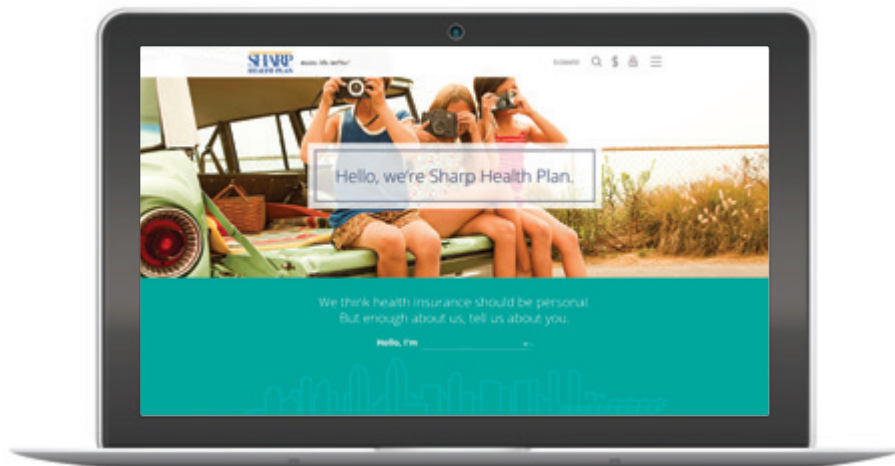 SHARP
HEALTH PLAN
$
Hello, we're Sharp Health Plan.
We think health insurance should be personal.
But enough about us, tell us about you.
Hello, I'm